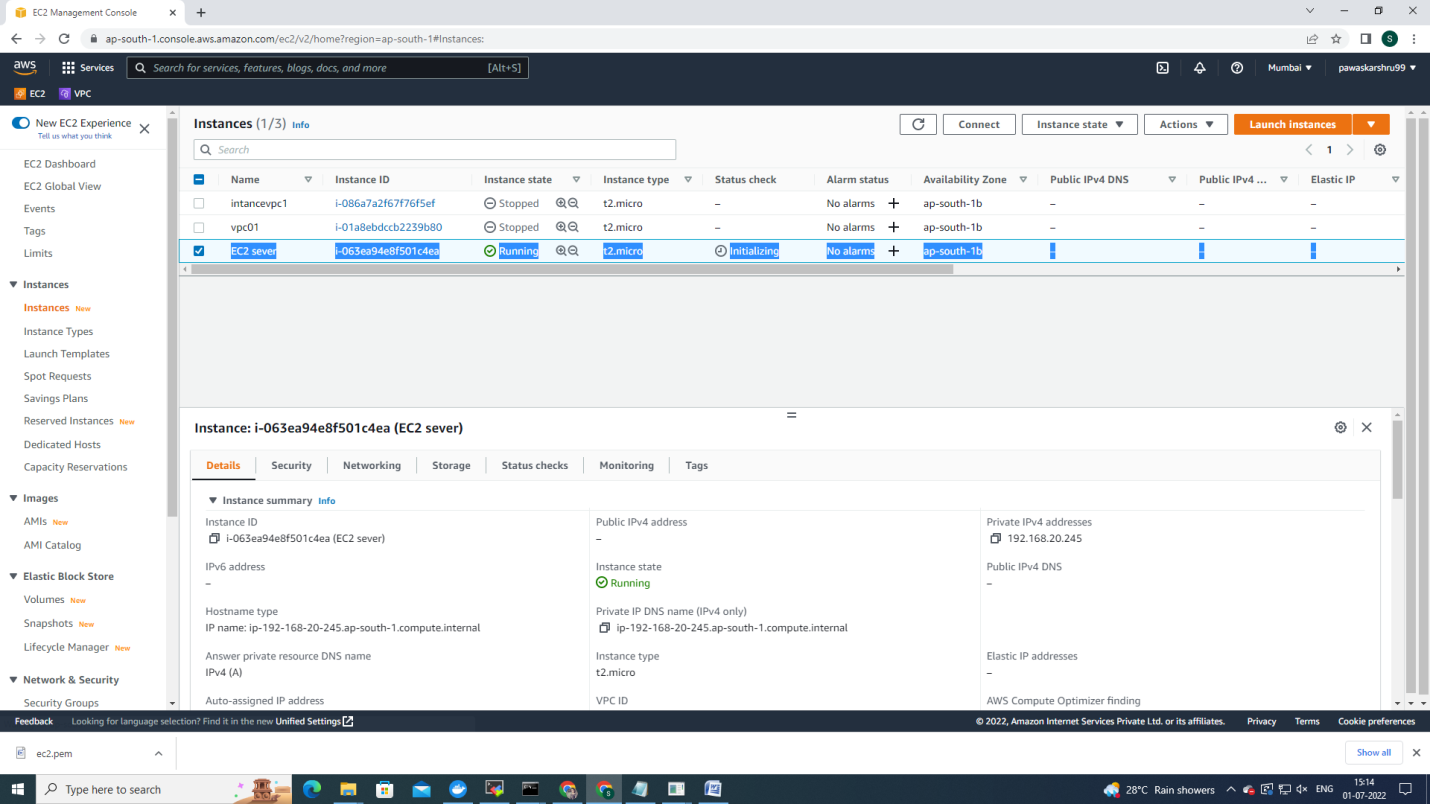 EC2 Management Console
ap-south-1.console.aws.amazon.com/ec2/v2/home?region=ap-south-1#Instances:
S
aws
Services
Search for services, features, blogs, docs, and more
[Alt+S]
Mumbai
pawaskarshru99
EC2
VPC
New EC2 Experience
Tell us what you think
EC2 Dashboard
EC2 Global View
Events
Tags
Limits
Instances
Instances New
Instance Types
Launch Templates
Spot Requests
Savings Plans
Reserved Instances New
Dedicated Hosts
Capacity Reservations
Images
AMIs New
AMI Catalog
Elastic Block Store
Volumes New
Snapshots New
Lifecycle Manager New
Network & Security
Security Groups
Instances (1/3) Info
Connect
Instance state
Actions
Launch instances
Search
1
Name Instance ID Instance state Instance type Status check Alarm status Availability Zone Public IPv4 DNS Public IPv4 ... Elastic IP
intancevpc1 i-086a7a2f67f76f5ef Stopped t2.micro – No alarms + ap-south-1b – – –
vpc01 i-01a8ebdccb2239b80 Stopped t2.micro – No alarms + ap-south-1b – – –
EC2 sever i-063ea94e8f501c4ea Running t2.micro Initializing No alarms + ap-south-1b – – –
Instance: i-063ea94e8f501c4ea (EC2 sever)
Details Security Networking Storage Status checks Monitoring Tags
Instance summary Info
Instance ID
i-063ea94e8f501c4ea (EC2 sever)
Public IPv4 address
–
Private IPv4 addresses
192.168.20.245
IPv6 address
–
Instance state
Running
Public IPv4 DNS
–
Hostname type
IP name: ip-192-168-20-245.ap-south-1.compute.internal
Private IP DNS name (IPv4 only)
ip-192-168-20-245.ap-south-1.compute.internal
Answer private resource DNS name
IPv4 (A)
Instance type
t2.micro
Elastic IP addresses
–
Auto-assigned IP address
VPC ID
AWS Compute Optimizer finding
Feedback
Looking for language selection? Find it in the new Unified Settings
© 2022, Amazon Internet Services Private Ltd. or its affiliates.
Privacy
Terms
Cookie preferences
ec2.pem
Show all
Type here to search
28°C Rain showers
ENG
15:14
01-07-2022